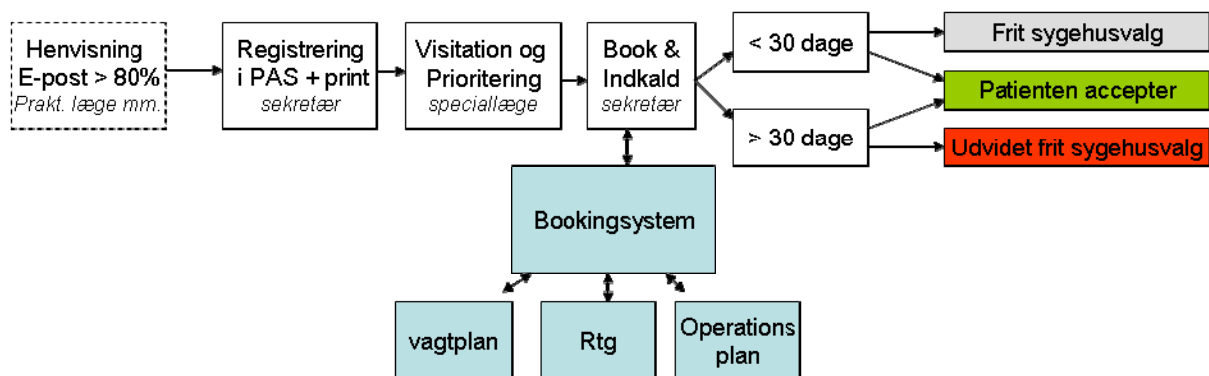 Henvisning
E-post > 80%
Prakt. læge mm.
Registrering
i PAS + print
sekretær
Visitation og
Prioritering
speciallæge
Book &
Indkald
sekretær
< 30 dage
> 30 dage
Frit sygehusvalg
Patienten accepter
Udvidet frit sygehusvalg
Bookingsystem
vagtplan
Rtg
Operations
plan